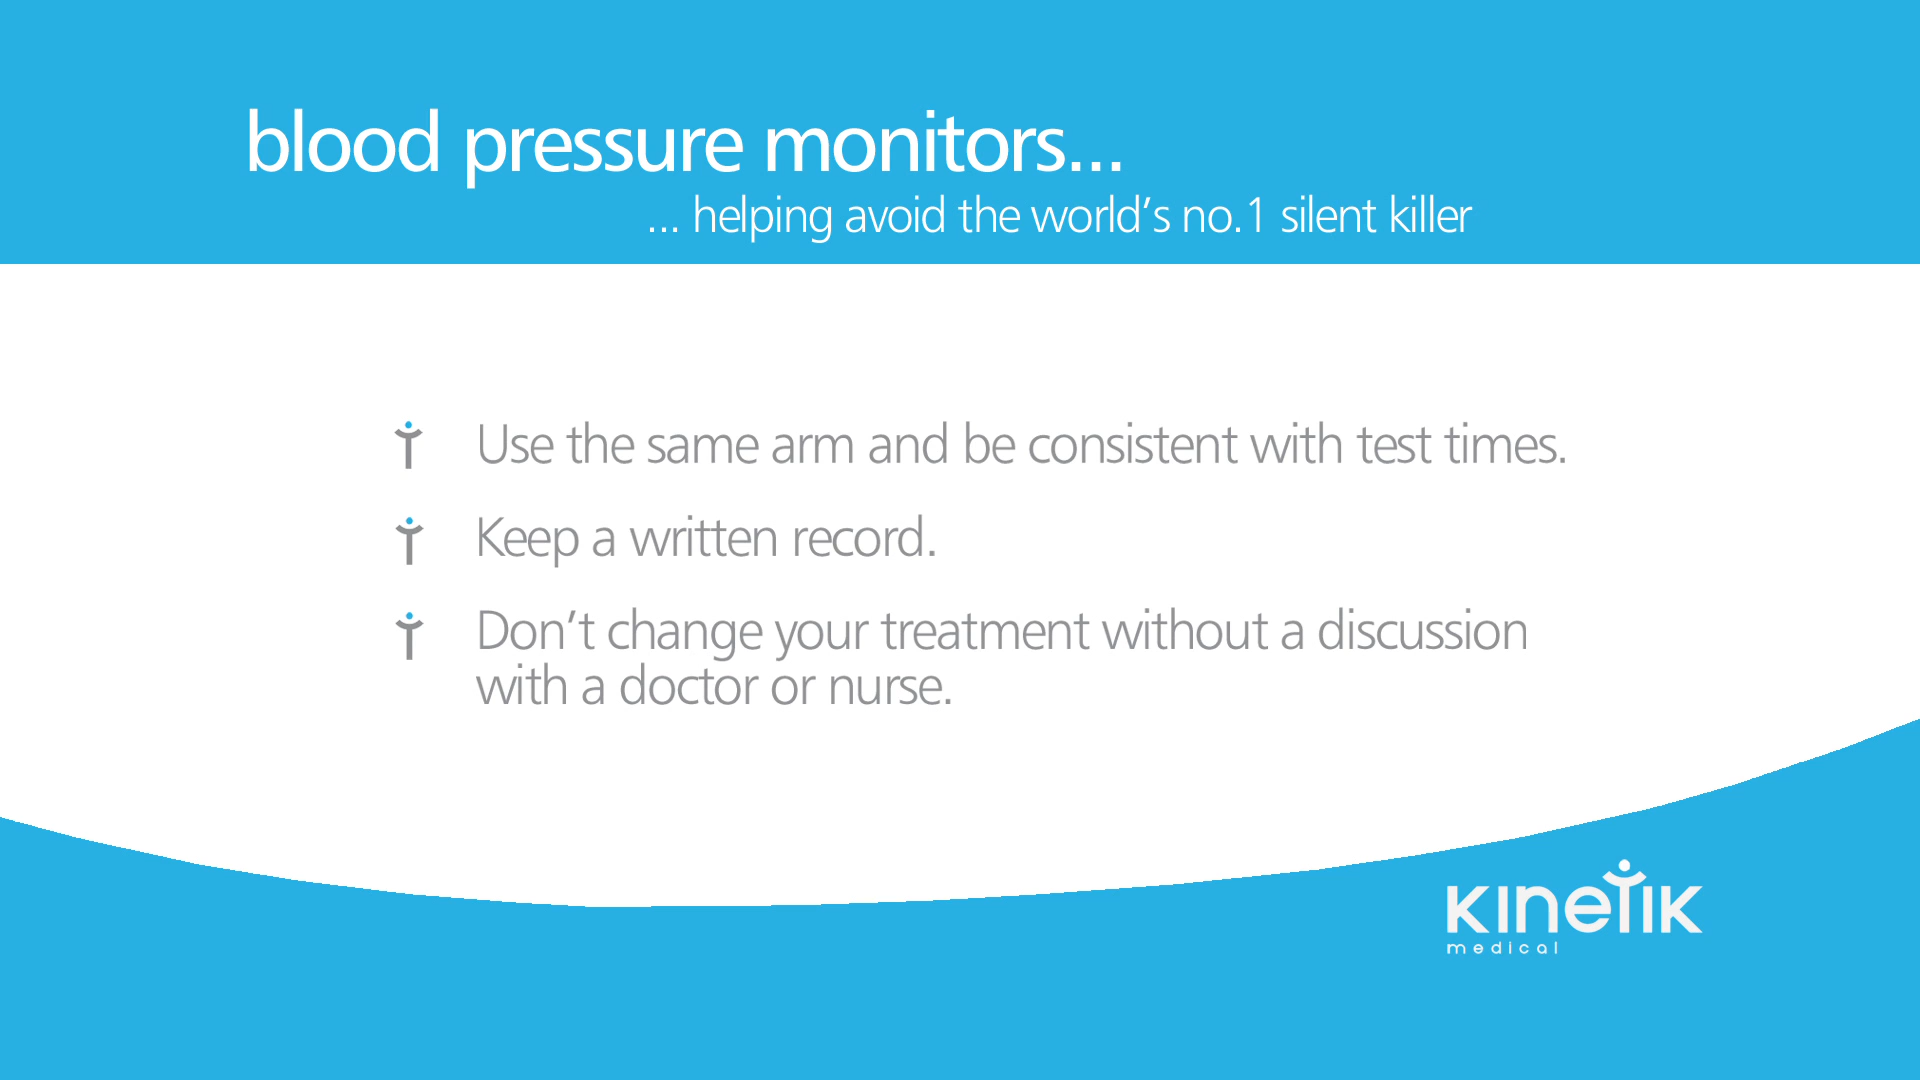 blood pressure monitors...
... helping avoid the world’s no.1 silent killer
Use the same arm and be consistent with test times.
Keep a written record.
Don’t change your treatment without a discussion
with a doctor or nurse.
kinetik
medical